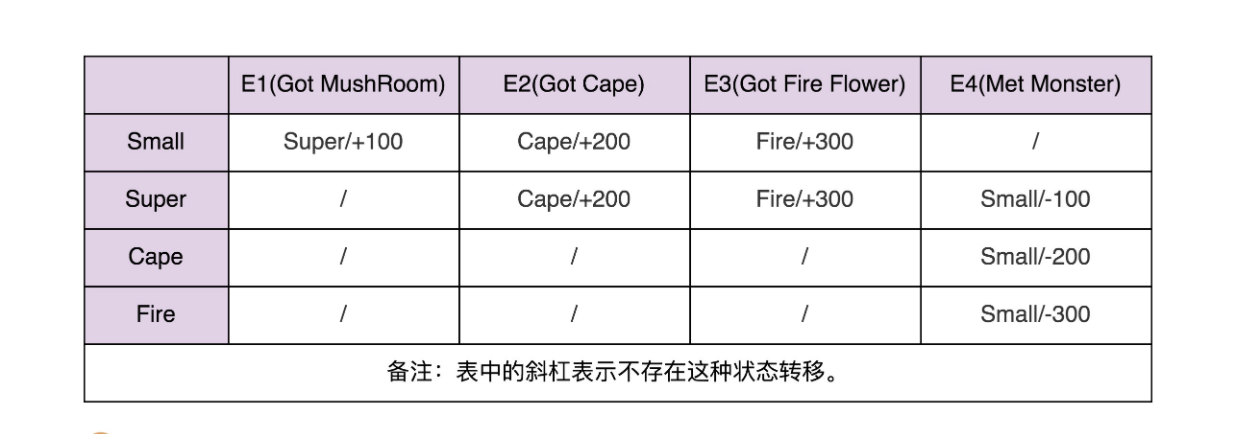 E1(Got MushRoom) E2(Got Cape) E3(Got Fire Flower) E4(Met Monster)
Small Super/+100 Cape/+200 Fire/+300 /
Super / Cape/+200 Fire/+300 Small/-100
Cape / / / Small/-200
Fire / / / Small/-300
备注：表中的斜杠表示不存在这种状态转移。